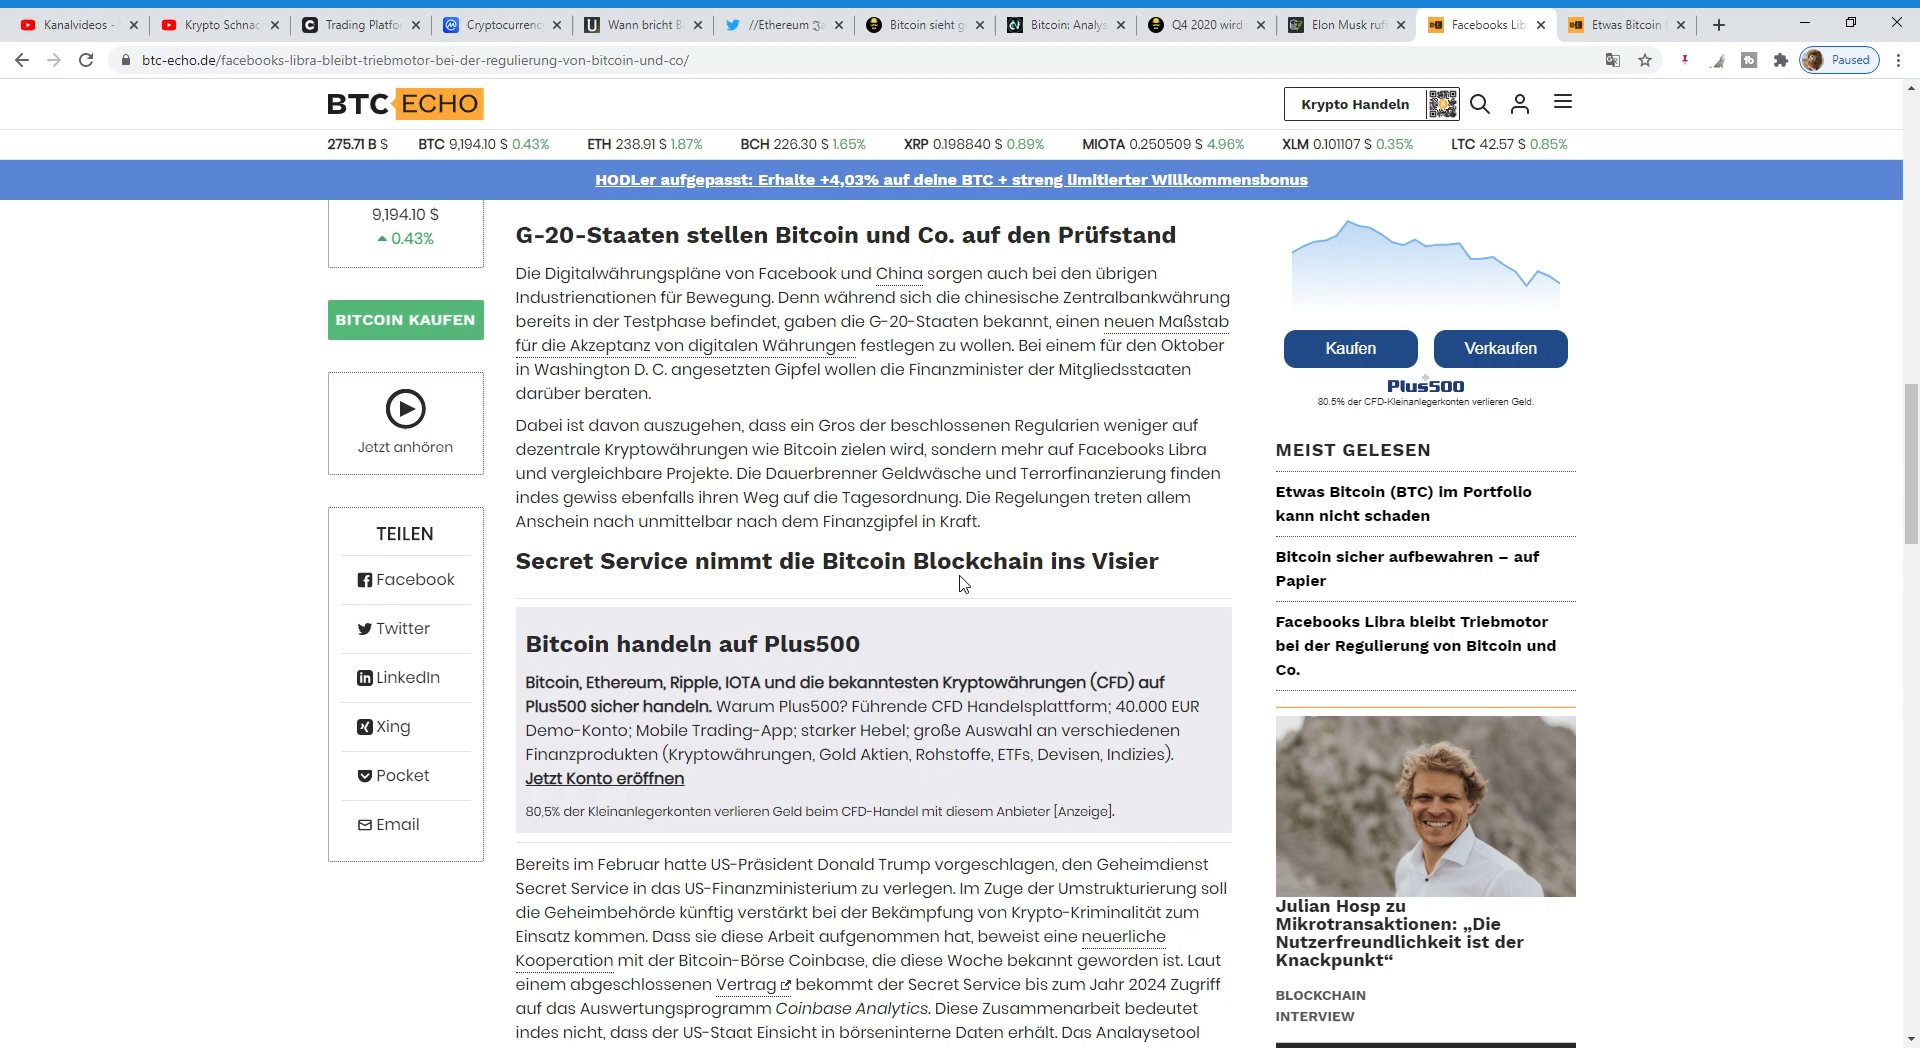 Kanalvideos -
Krypto Schnac
Trading Platfo
Cryptocurrenc
Wann bricht B
//Ethereum
Bitcoin sieht g
Bitcoin: Analys
Q4 2020 wird
Elon Musk ruf
Facebooks Lib
Etwas Bitcoin
btc-echo.de/facebooks-libra-bleibt-triebmotor-bei-der-regulierung-von-bitcoin-und-co/
Paused
BTC ECHO
Krypto Handeln
275.71 B $ BTC 9,194.10 $ 0.43% ETH 238.91 $ 1.87% BCH 226.30 $ 1.65% XRP 0.198840 $ 0.89% MIOTA 0.250509 $ 4.96% XLM 0.101107 $ 0.35% LTC 42.57 $ 0.85%
HODLer aufgepasst: Erhalte +4,03% auf deine BTC + streng limitierter Willkommensbonus
9,194.10 $
0.43%
BITCOIN KAUFEN
Jetzt anhören
TEILEN
Facebook
Twitter
LinkedIn
Xing
Pocket
Email
G-20-Staaten stellen Bitcoin und Co. auf den Prüfstand
Die Digitalwährungspläne von Facebook und China sorgen auch bei den übrigen
Industrienationen für Bewegung. Denn während sich die chinesische Zentralbankwährung
bereits in der Testphase befindet, gaben die G-20-Staaten bekannt, einen neuen Maßstab
für die Akzeptanz von digitalen Währungen festlegen zu wollen. Bei einem für den Oktober
in Washington D. C. angesetzten Gipfel wollen die Finanzminister der Mitgliedsstaaten
darüber beraten.
Dabei ist davon auszugehen, dass ein Gros der beschlossenen Regularien weniger auf
dezentrale Kryptowährungen wie Bitcoin zielen wird, sondern mehr auf Facebooks Libra
und vergleichbare Projekte. Die Dauerbrenner Geldwäsche und Terrorfinanzierung finden
indes gewiss ebenfalls ihren Weg auf die Tagesordnung. Die Regelungen treten allem
Anschein nach unmittelbar nach dem Finanzgipfel in Kraft.
Secret Service nimmt die Bitcoin Blockchain ins Visier
Bitcoin handeln auf Plus500
Bitcoin, Ethereum, Ripple, IOTA und die bekanntesten Kryptowährungen (CFD) auf
Plus500 sicher handeln. Warum Plus500? Führende CFD Handelsplattform; 40.000 EUR
Demo-Konto; Mobile Trading-App; starker Hebel; große Auswahl an verschiedenen
Finanzprodukten (Kryptowährungen, Gold Aktien, Rohstoffe, ETFs, Devisen, Indizies).
Jetzt Konto eröffnen
80,5% der Kleinanlegerkonten verlieren Geld beim CFD-Handel mit diesem Anbieter [Anzeige].
Bereits im Februar hatte US-Präsident Donald Trump vorgeschlagen, den Geheimdienst
Secret Service in das US-Finanzministerium zu verlegen. Im Zuge der Umstrukturierung soll
die Geheimbehörde künftig verstärkt bei der Bekämpfung von Krypto-Kriminalität zum
Einsatz kommen. Dass sie diese Arbeit aufgenommen hat, beweist eine neuerliche
Kooperation mit der Bitcoin-Börse Coinbase, die diese Woche bekannt geworden ist. Laut
einem abgeschlossenen Vertrag bekommt der Secret Service bis zum Jahr 2024 Zugriff
auf das Auswertungsprogramm Coinbase Analytics. Diese Zusammenarbeit bedeutet
indes nicht, dass der US-Staat Einsicht in börseninterne Daten erhält. Das Analaysetool
Kaufen
Verkaufen
Plus500
80.5% der CFD-Kleinanlegerkonten verlieren Geld.
MEIST GELESEN
Etwas Bitcoin (BTC) im Portfolio
kann nicht schaden
Bitcoin sicher aufbewahren – auf
Papier
Facebooks Libra bleibt Triebmotor
bei der Regulierung von Bitcoin und
Co.
Julian Hosp zu
Mikrotransaktionen: „Die
Nutzerfreundlichkeit ist der
Knackpunkt“
BLOCKCHAIN
INTERVIEW